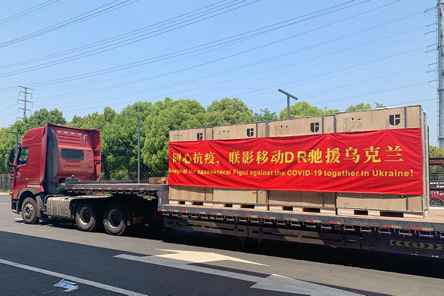 同心抗疫，联影移动DR驰援乌克兰
against the COVID-19 together in Ukraine!